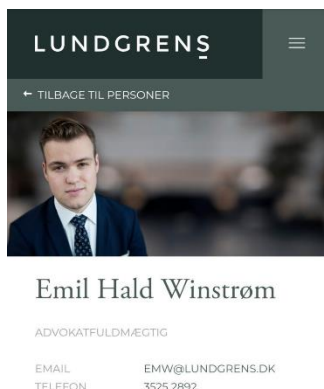 LUNDGRENS
← TILBAGE TIL PERSONER
Emil Hald Winstrøm
ADVOKATFULDMÆGTIG
EMAIL EMW@LUNDGRENS.DK
TELEFON 3525 2892